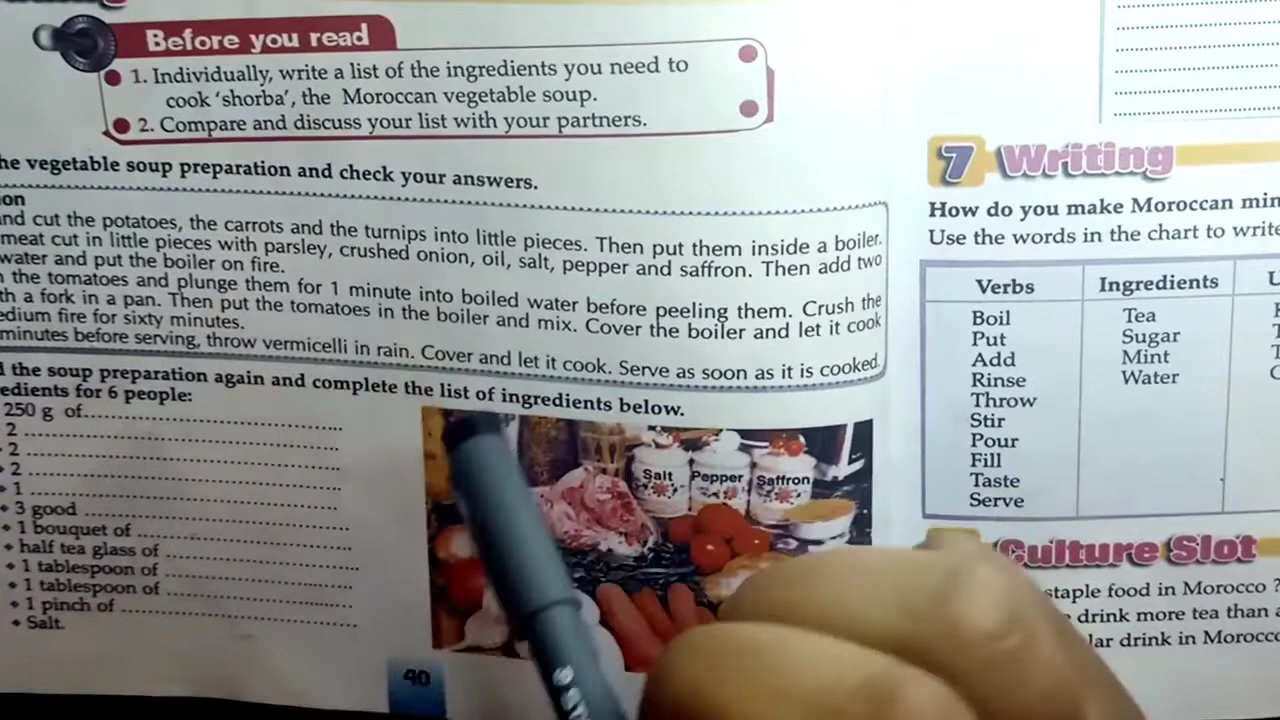 Before you read
1. Individually, write a list of the ingredients you need to
cook 'shorba', the Moroccan vegetable soup.
2. Compare and discuss your list with your partners.
he vegetable soup preparation and check your answers.
on
and cut the potatoes, the carrots and the turnips into little pieces. Then put them inside a boiler.
meat cut in little pieces with parsley, crushed onion, oil, salt, pepper and saffron. Then add two
water and put the boiler on fire.
the tomatoes and plunge them for 1 minute into boiled water before peeling them. Crush the
th a fork in a pan. Then put the tomatoes in the boiler and mix. Cover the boiler and let it cook
edium fire for sixty minutes.
minutes before serving, throw vermicelli in rain. Cover and let it cook. Serve as soon as it is cooked.
the soup preparation again and complete the list of ingredients below.
edients for 6 people:
250 g of
2
2
2
1
3 good
1 bouquet of
half tea glass of
1 tablespoon of
1 tablespoon of
1 pinch of
Salt.
Salt Pepper Saffron
40
7 Writing
How do you make Moroccan min
Use the words in the chart to write
Verbs Ingredients U
Boil Tea
Put Sugar
Add Mint
Rinse Water
Throw
Stir
Pour
Fill
Taste
Serve
Culture Slot
staple food in Morocco ?
drink more tea than a
lar drink in Morocco